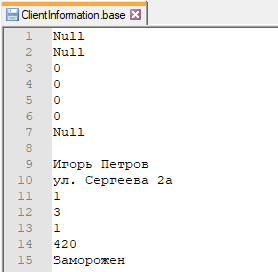 ClientInformation.base
1 Null
2 Null
3 0
4 0
5 0
6 0
7 Null
8
9 Игорь Петров
10 ул. Сергеева 2а
11 1
12 3
13 1
14 420
15 Заморожен